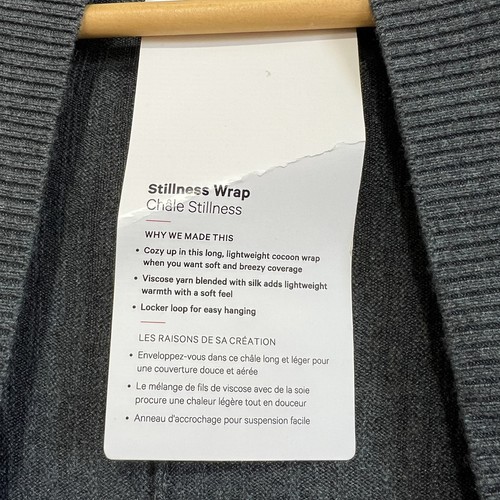 Stillness Wrap
Châle Stillness
WHY WE MADE THIS
• Cozy up in this long, lightweight cocoon wrap
when you want soft and breezy coverage
• Viscose yarn blended with silk adds lightweight
warmth with a soft feel
• Locker loop for easy hanging
LES RAISONS DE SA CRÉATION
• Enveloppez-vous dans ce châle long et léger pour
une couverture douce et aérée
• Le mélange de fils de viscose avec de la soie
procure une chaleur légère tout en douceur
• Anneau d'accrochage pour suspension facile